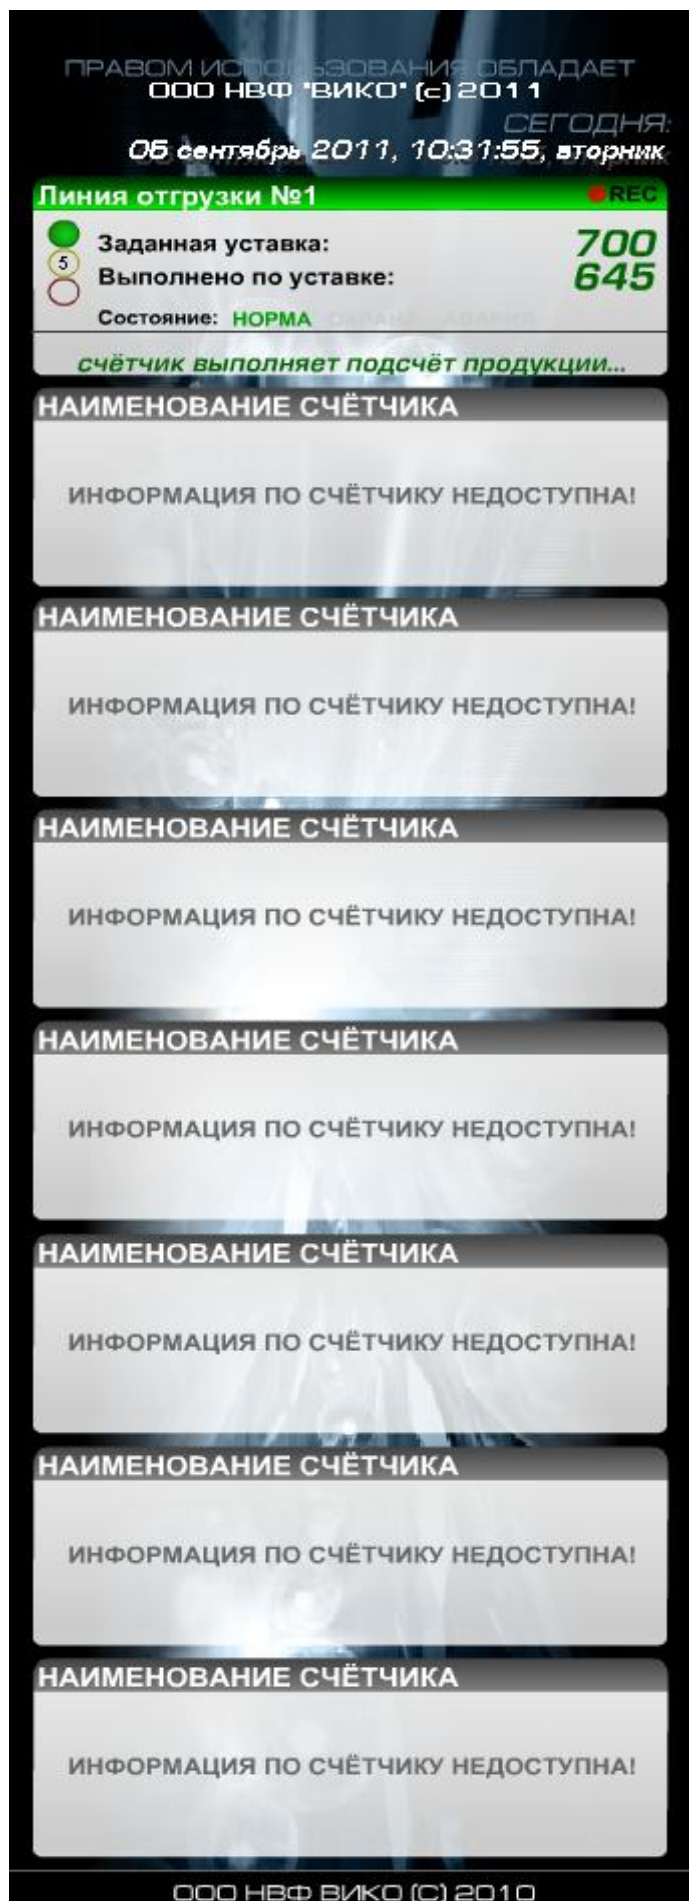 ПРАВОМ ИСПОЛЬЗОВАНИЯ ОБЛАДАЕТ
ООО НВФ "ВИКО" (с) 2011
СЕГОДНЯ:
06 сентябрь 2011, 10:31:55, вторник
Линия отгрузки №1 REC
Заданная уставка: 700
5
Выполнено по уставке: 645
Состояние: НОРМА ОХРАНА АВАРИЯ
счётчик выполняет подсчёт продукции...
НАИМЕНОВАНИЕ СЧЁТЧИКА
ИНФОРМАЦИЯ ПО СЧЁТЧИКУ НЕДОСТУПНА!
НАИМЕНОВАНИЕ СЧЁТЧИКА
ИНФОРМАЦИЯ ПО СЧЁТЧИКУ НЕДОСТУПНА!
НАИМЕНОВАНИЕ СЧЁТЧИКА
ИНФОРМАЦИЯ ПО СЧЁТЧИКУ НЕДОСТУПНА!
НАИМЕНОВАНИЕ СЧЁТЧИКА
ИНФОРМАЦИЯ ПО СЧЁТЧИКУ НЕДОСТУПНА!
НАИМЕНОВАНИЕ СЧЁТЧИКА
ИНФОРМАЦИЯ ПО СЧЁТЧИКУ НЕДОСТУПНА!
НАИМЕНОВАНИЕ СЧЁТЧИКА
ИНФОРМАЦИЯ ПО СЧЁТЧИКУ НЕДОСТУПНА!
НАИМЕНОВАНИЕ СЧЁТЧИКА
ИНФОРМАЦИЯ ПО СЧЁТЧИКУ НЕДОСТУПНА!
ООО НВФ ВИКО (С) 2010